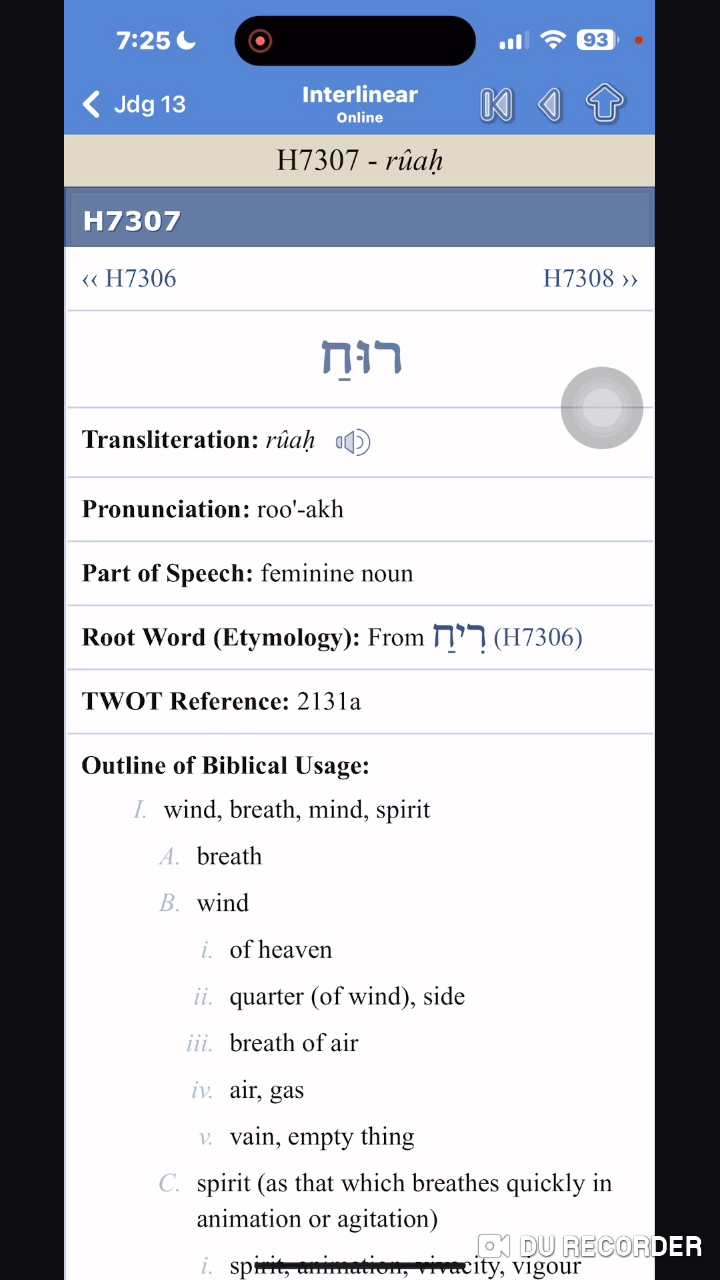 7:25
93
Jdg 13
Interlinear
Online
H7307 - rûaḥ
H7307
‹‹ H7306
H7308 ››
רוּחַ
Transliteration: rûaḥ
Pronunciation: roo'-akh
Part of Speech: feminine noun
Root Word (Etymology): From רִיחַ (H7306)
TWOT Reference: 2131a
Outline of Biblical Usage:
I. wind, breath, mind, spirit
A. breath
B. wind
i. of heaven
ii. quarter (of wind), side
iii. breath of air
iv. air, gas
v. vain, empty thing
C. spirit (as that which breathes quickly in
animation or agitation)
i. spirit, animation, vivacity, vigour
DU RECORDER